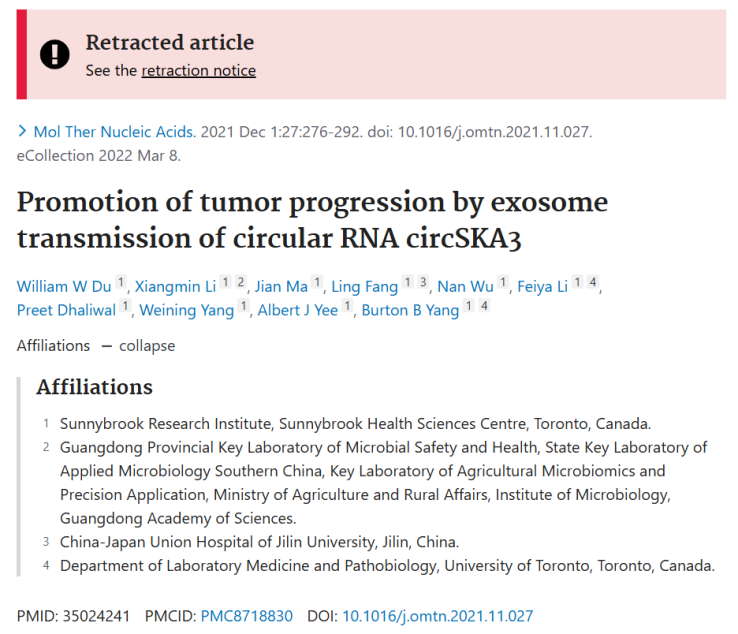 Retracted article
See the retraction notice
> Mol Ther Nucleic Acids. 2021 Dec 1:27:276-292. doi: 10.1016/j.omtn.2021.11.027.
eCollection 2022 Mar 8.
Promotion of tumor progression by exosome
transmission of circular RNA circSKA3
William W Du 1, Xiangmin Li 1 2, Jian Ma 1, Ling Fang 1 3, Nan Wu 1, Feiya Li 1 4,
Preet Dhaliwal 1, Weining Yang 1, Albert J Yee 1, Burton B Yang 1 4
Affiliations – collapse
Affiliations
1 Sunnybrook Research Institute, Sunnybrook Health Sciences Centre, Toronto, Canada.
2 Guangdong Provincial Key Laboratory of Microbial Safety and Health, State Key Laboratory of
Applied Microbiology Southern China, Key Laboratory of Agricultural Microbiomics and
Precision Application, Ministry of Agriculture and Rural Affairs, Institute of Microbiology,
Guangdong Academy of Sciences.
3 China-Japan Union Hospital of Jilin University, Jilin, China.
4 Department of Laboratory Medicine and Pathobiology, University of Toronto, Toronto, Canada.
PMID: 35024241 PMCID: PMC8718830 DOI: 10.1016/j.omtn.2021.11.027